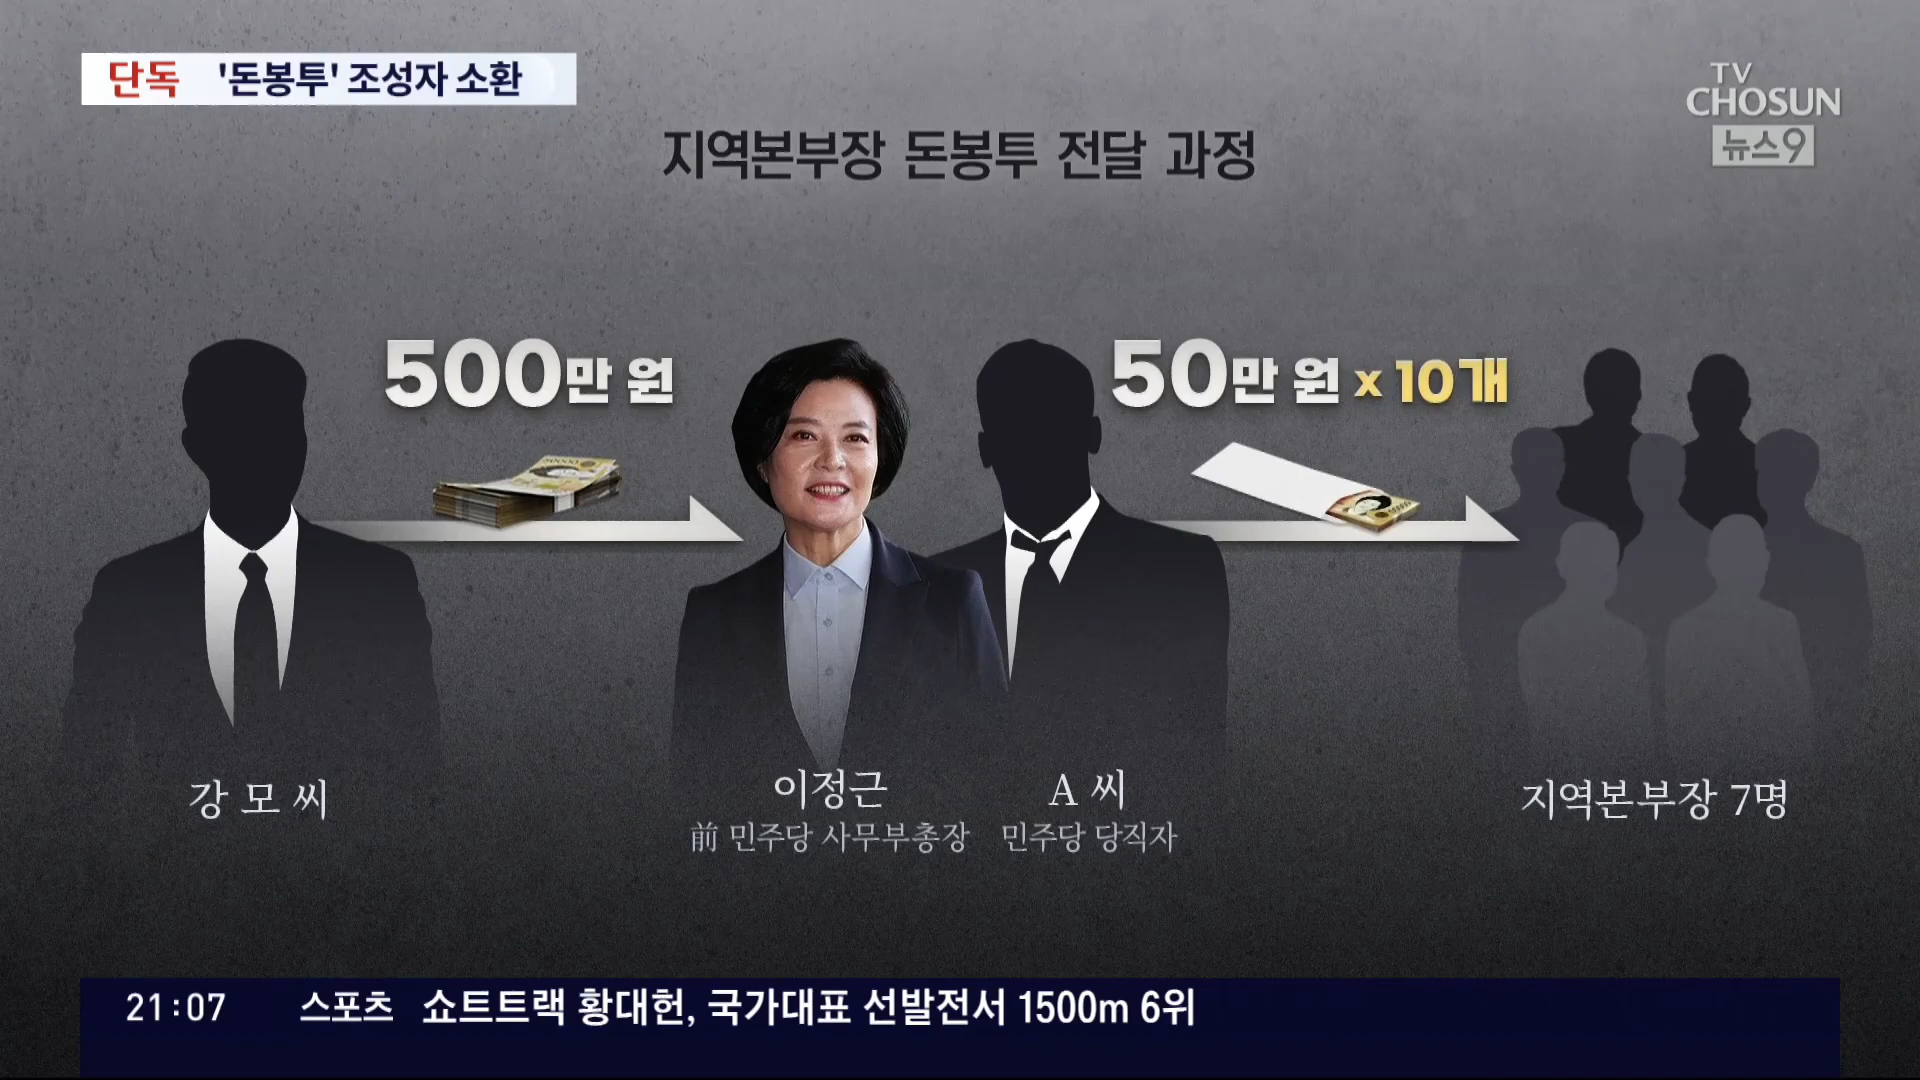 단독 '돈봉투' 조성자 소환
TV
CHOSUN
뉴스9
지역본부장 돈봉투 전달 과정
500만 원
50만 원 x 10개
강 모 씨
이정근
前 민주당 사무부총장
A 씨
민주당 당직자
지역본부장 7명
21:07 스포츠 쇼트트랙 황대헌, 국가대표 선발전서 1500m 6위